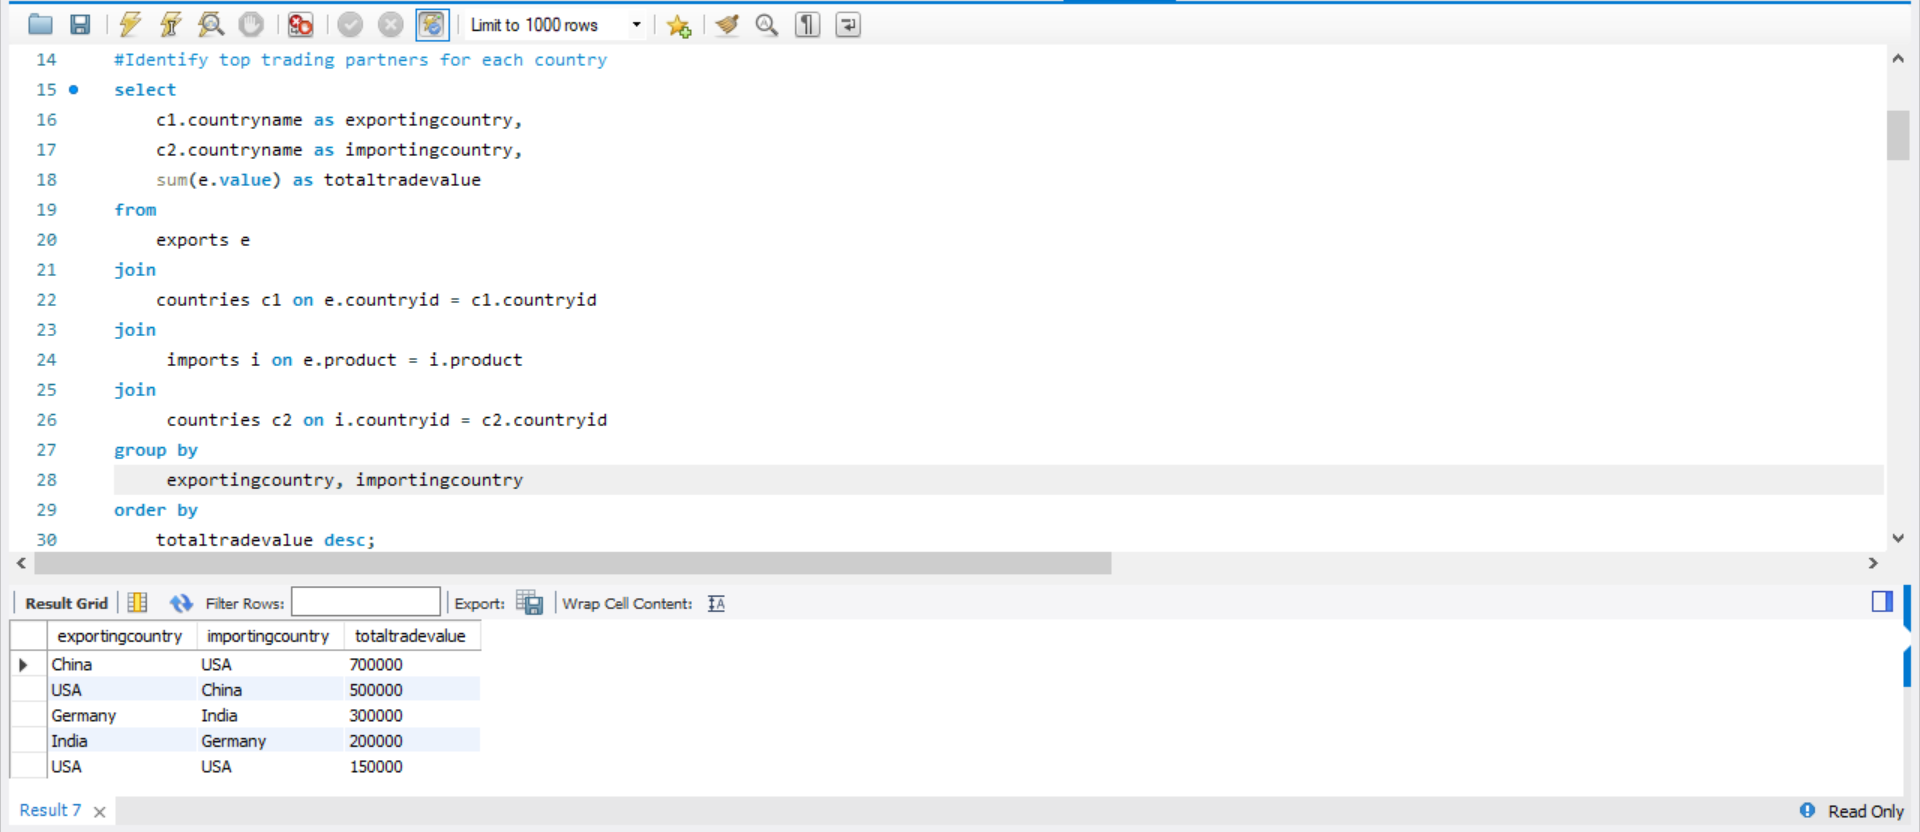 Limit to 1000 rows
14 #Identify top trading partners for each country
15 select
16 c1.countryname as exportingcountry,
17 c2.countryname as importingcountry,
18 sum(e.value) as totaltradevalue
19 from
20 exports e
21 join
22 countries c1 on e.countryid = c1.countryid
23 join
24 imports i on e.product = i.product
25 join
26 countries c2 on i.countryid = c2.countryid
27 group by
28 exportingcountry, importingcountry
29 order by
30 totaltradevalue desc;
Result Grid Filter Rows: Export: Wrap Cell Content:
exportingcountry importingcountry totaltradevalue
China USA 700000
USA China 500000
Germany India 300000
India Germany 200000
USA USA 150000
Result 7 Read Only